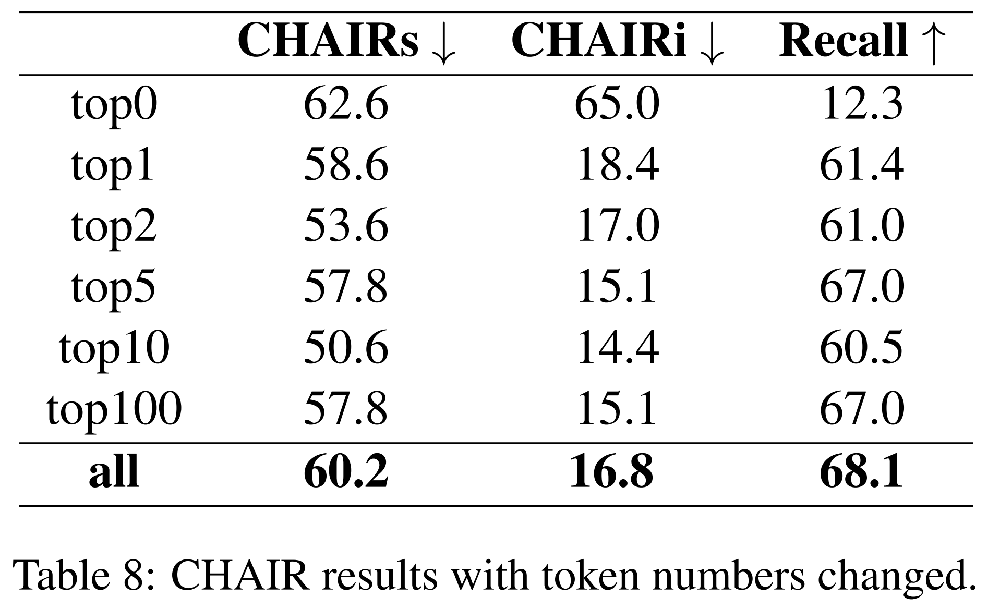 CHAIRs ↓ CHAIRi ↓ Recall ↑
top0 62.6 65.0 12.3
top1 58.6 18.4 61.4
top2 53.6 17.0 61.0
top5 57.8 15.1 67.0
top10 50.6 14.4 60.5
top100 57.8 15.1 67.0
all 60.2 16.8 68.1
Table 8: CHAIR results with token numbers changed.